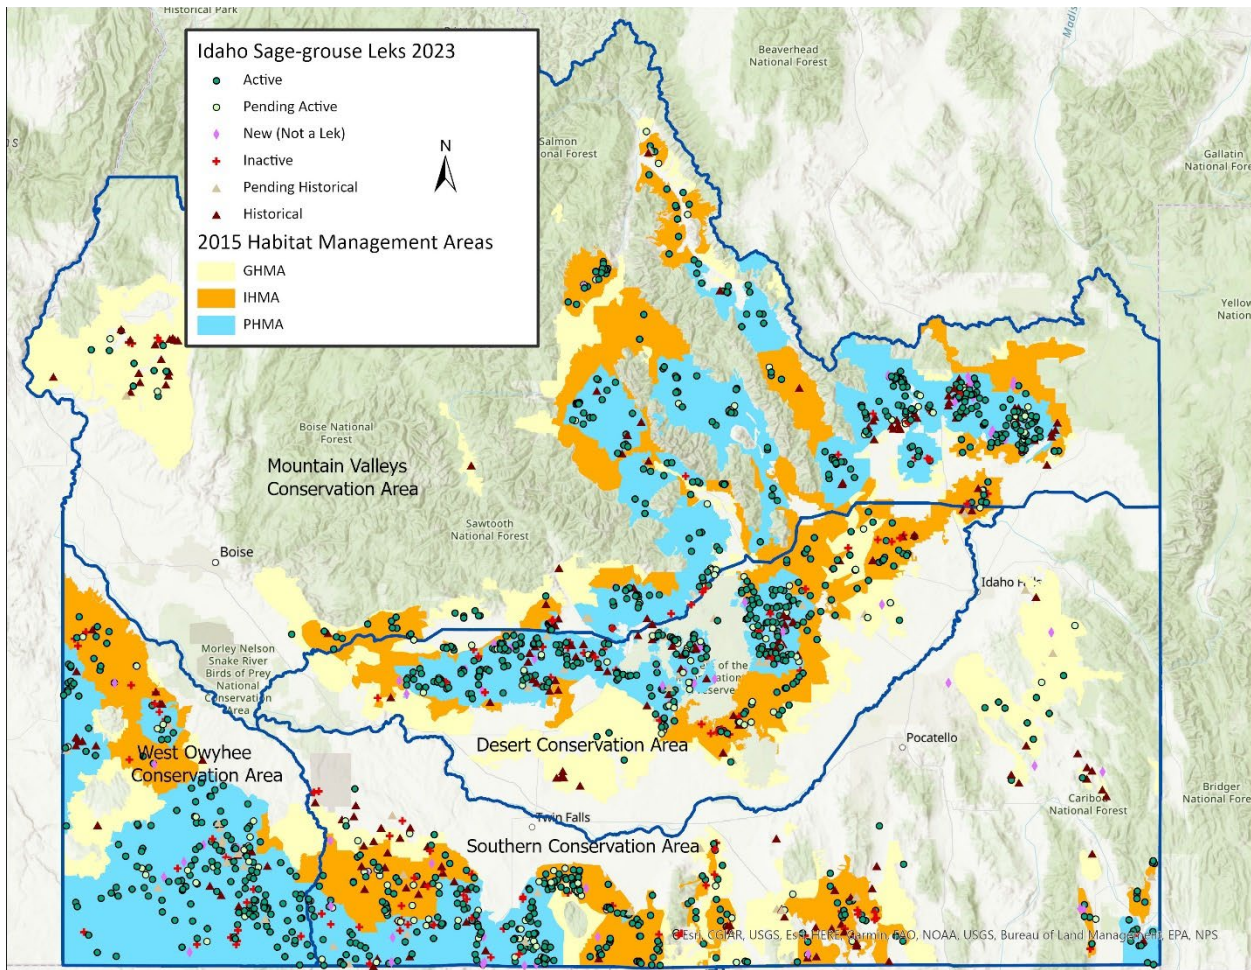 Historical Park
Madis
Idaho Sage-grouse Leks 2023
Active
Pending Active
New (Not a Lek)
Inactive
Pending Historical
Historical
N
2015 Habitat Management Areas
GHMA
IHMA
PHMA
Beaverhead
National Forest
Salmon
onal Forest
Gallatin
National Fore
Yellow
Nation
Boise National
Forest
Mountain Valleys
Conservation Area
Sawtooth
National Forest
Boise
Idaho
Morley Nelson
Snake River
Birds of Prey
National
Conservation
Area
of the
Desert Conservation Area
Pocatello
West Owyhee
Conservation Area
Caribou
National Forest
Bridger
National Fores
Twin Falls
Southern Conservation Area
Esri, CGIAR, USGS, Esri, HERE, Garmin, FAO, NOAA, USGS, Bureau of Land Management, EPA, NPS